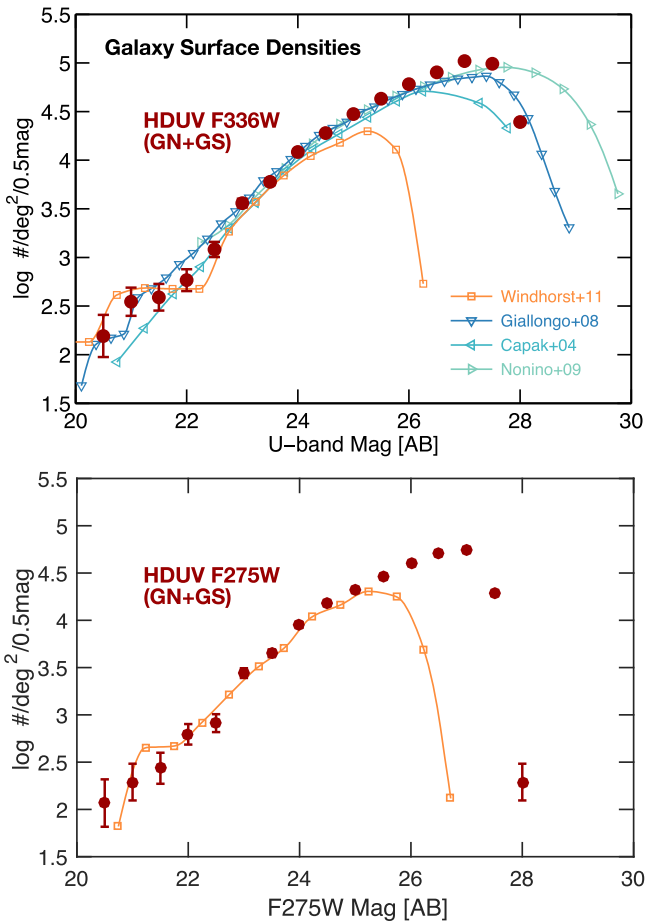 Galaxy Surface Densities
HDUV F336W
(GN+GS)
log #/deg²/0.5mag
5.5
5
4.5
4
3.5
3
2.5
2
1.5
Windhorst+11
Giallongo+08
Capak+04
Nonino+09
20 22 24 26 28 30
U−band Mag [AB]
HDUV F275W
(GN+GS)
log #/deg²/0.5mag
5.5
5
4.5
4
3.5
3
2.5
2
1.5
20 22 24 26 28 30
F275W Mag [AB]